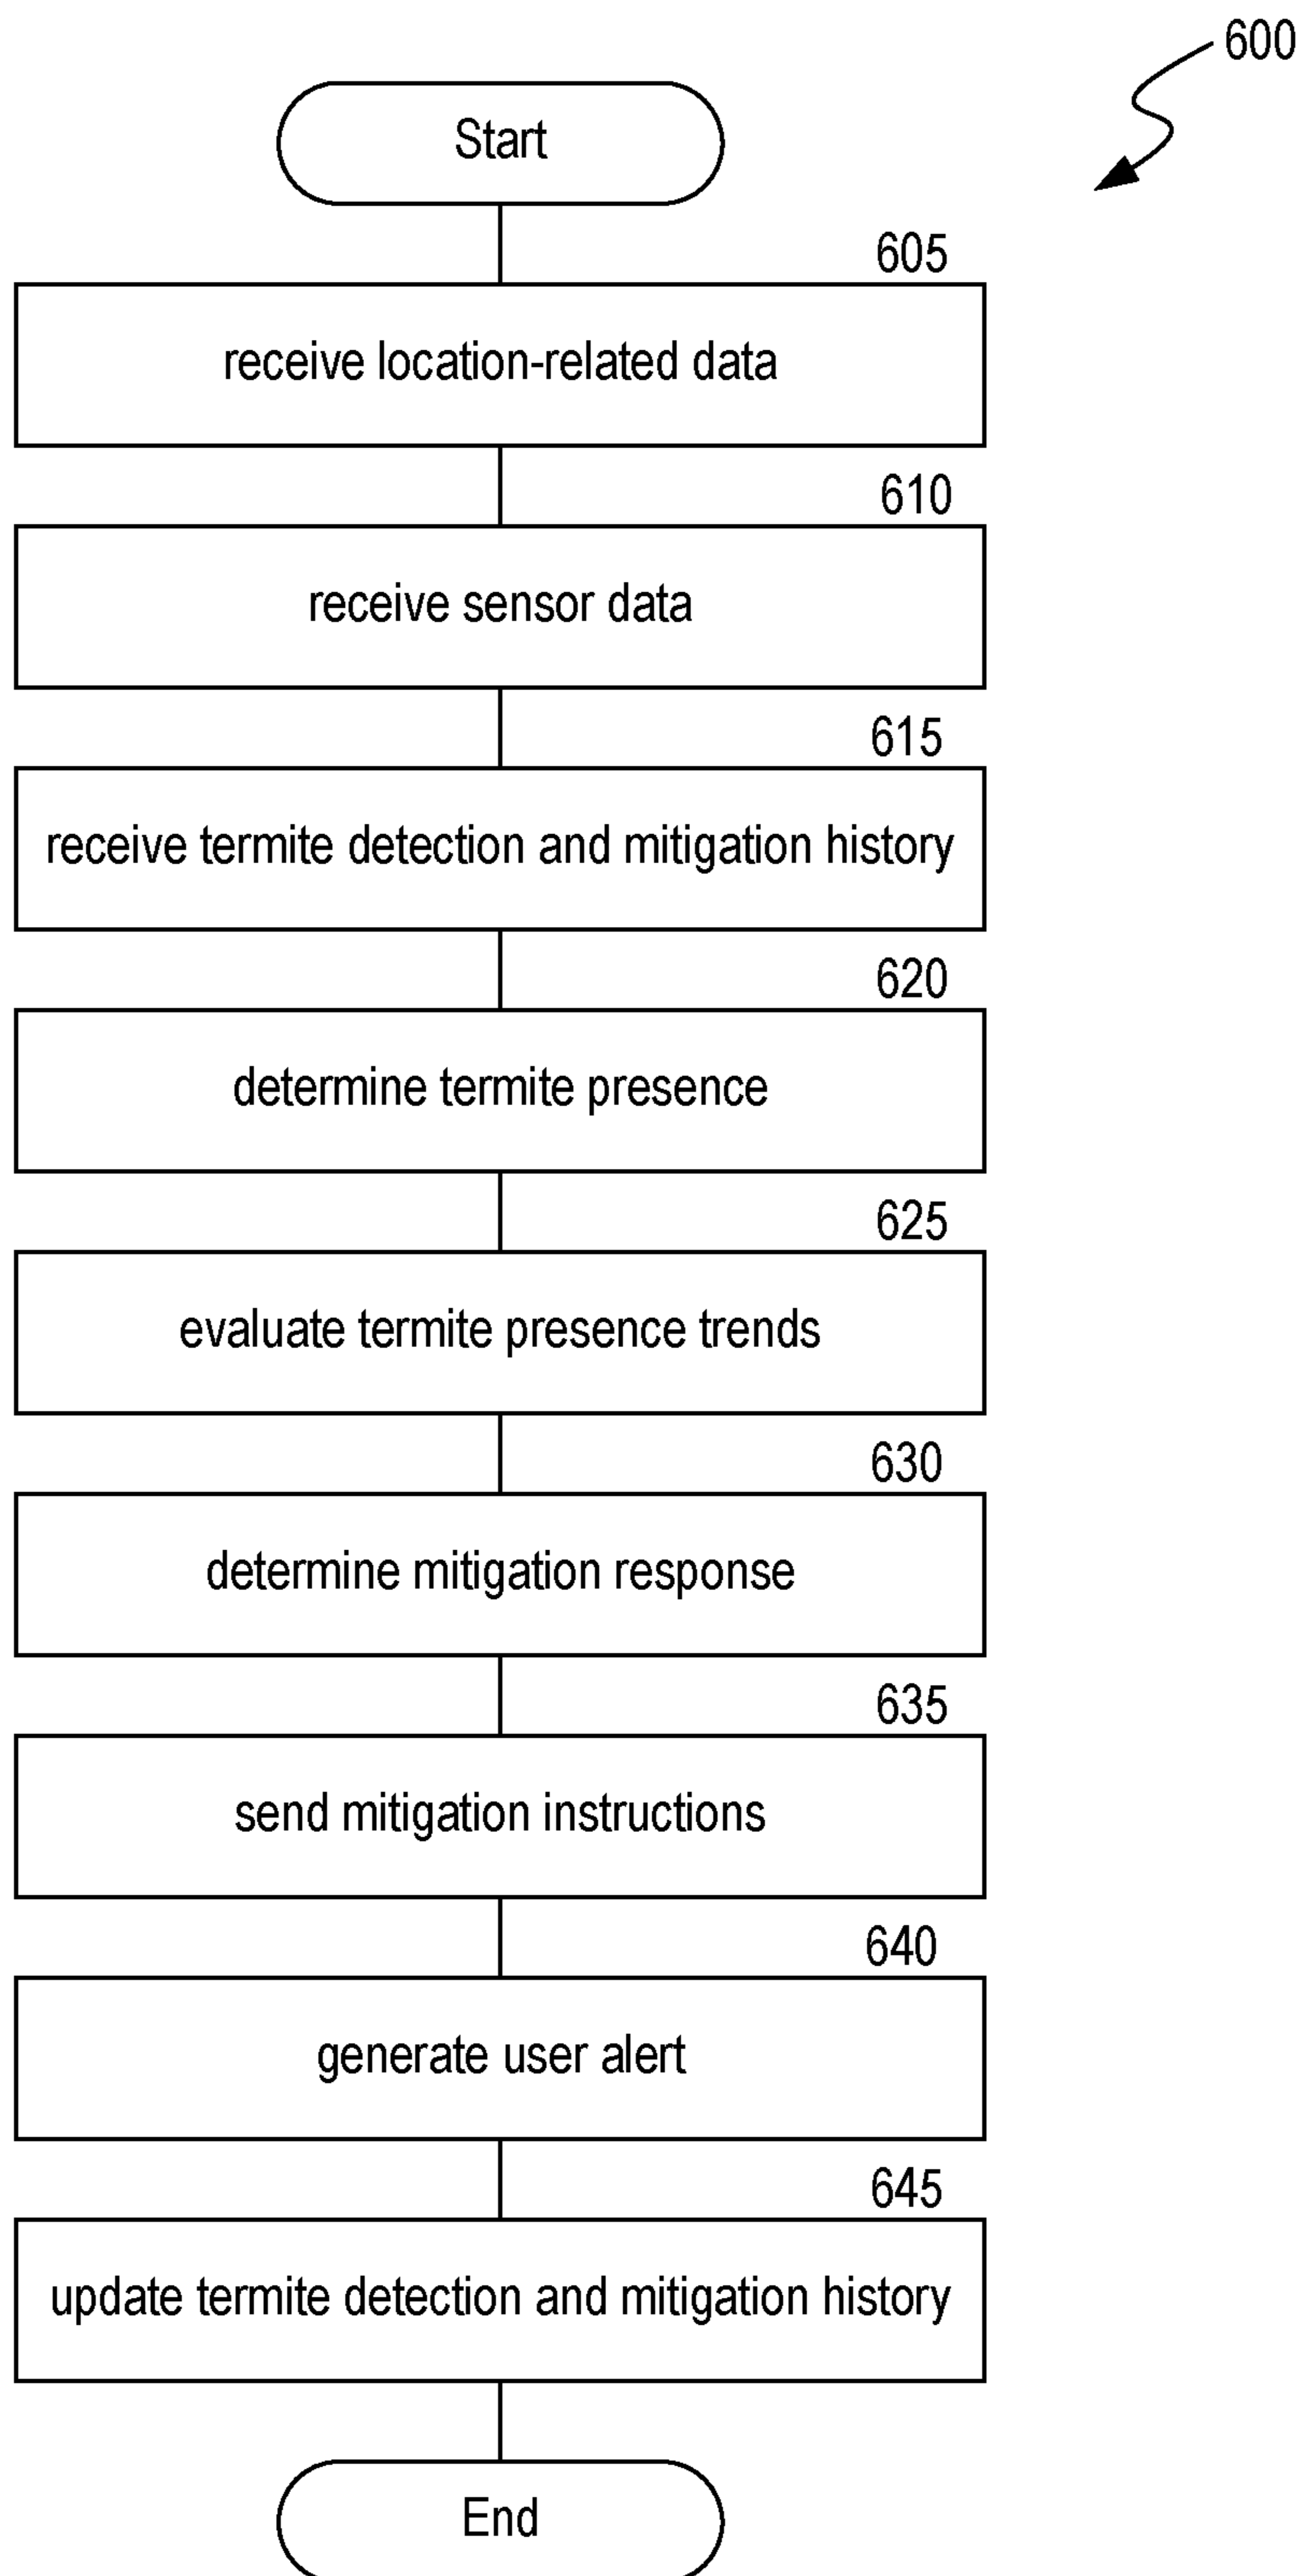 600
Start
605
receive location-related data
610
receive sensor data
615
receive termite detection and mitigation history
620
determine termite presence
625
evaluate termite presence trends
630
determine mitigation response
635
send mitigation instructions
640
generate user alert
645
update termite detection and mitigation history
End